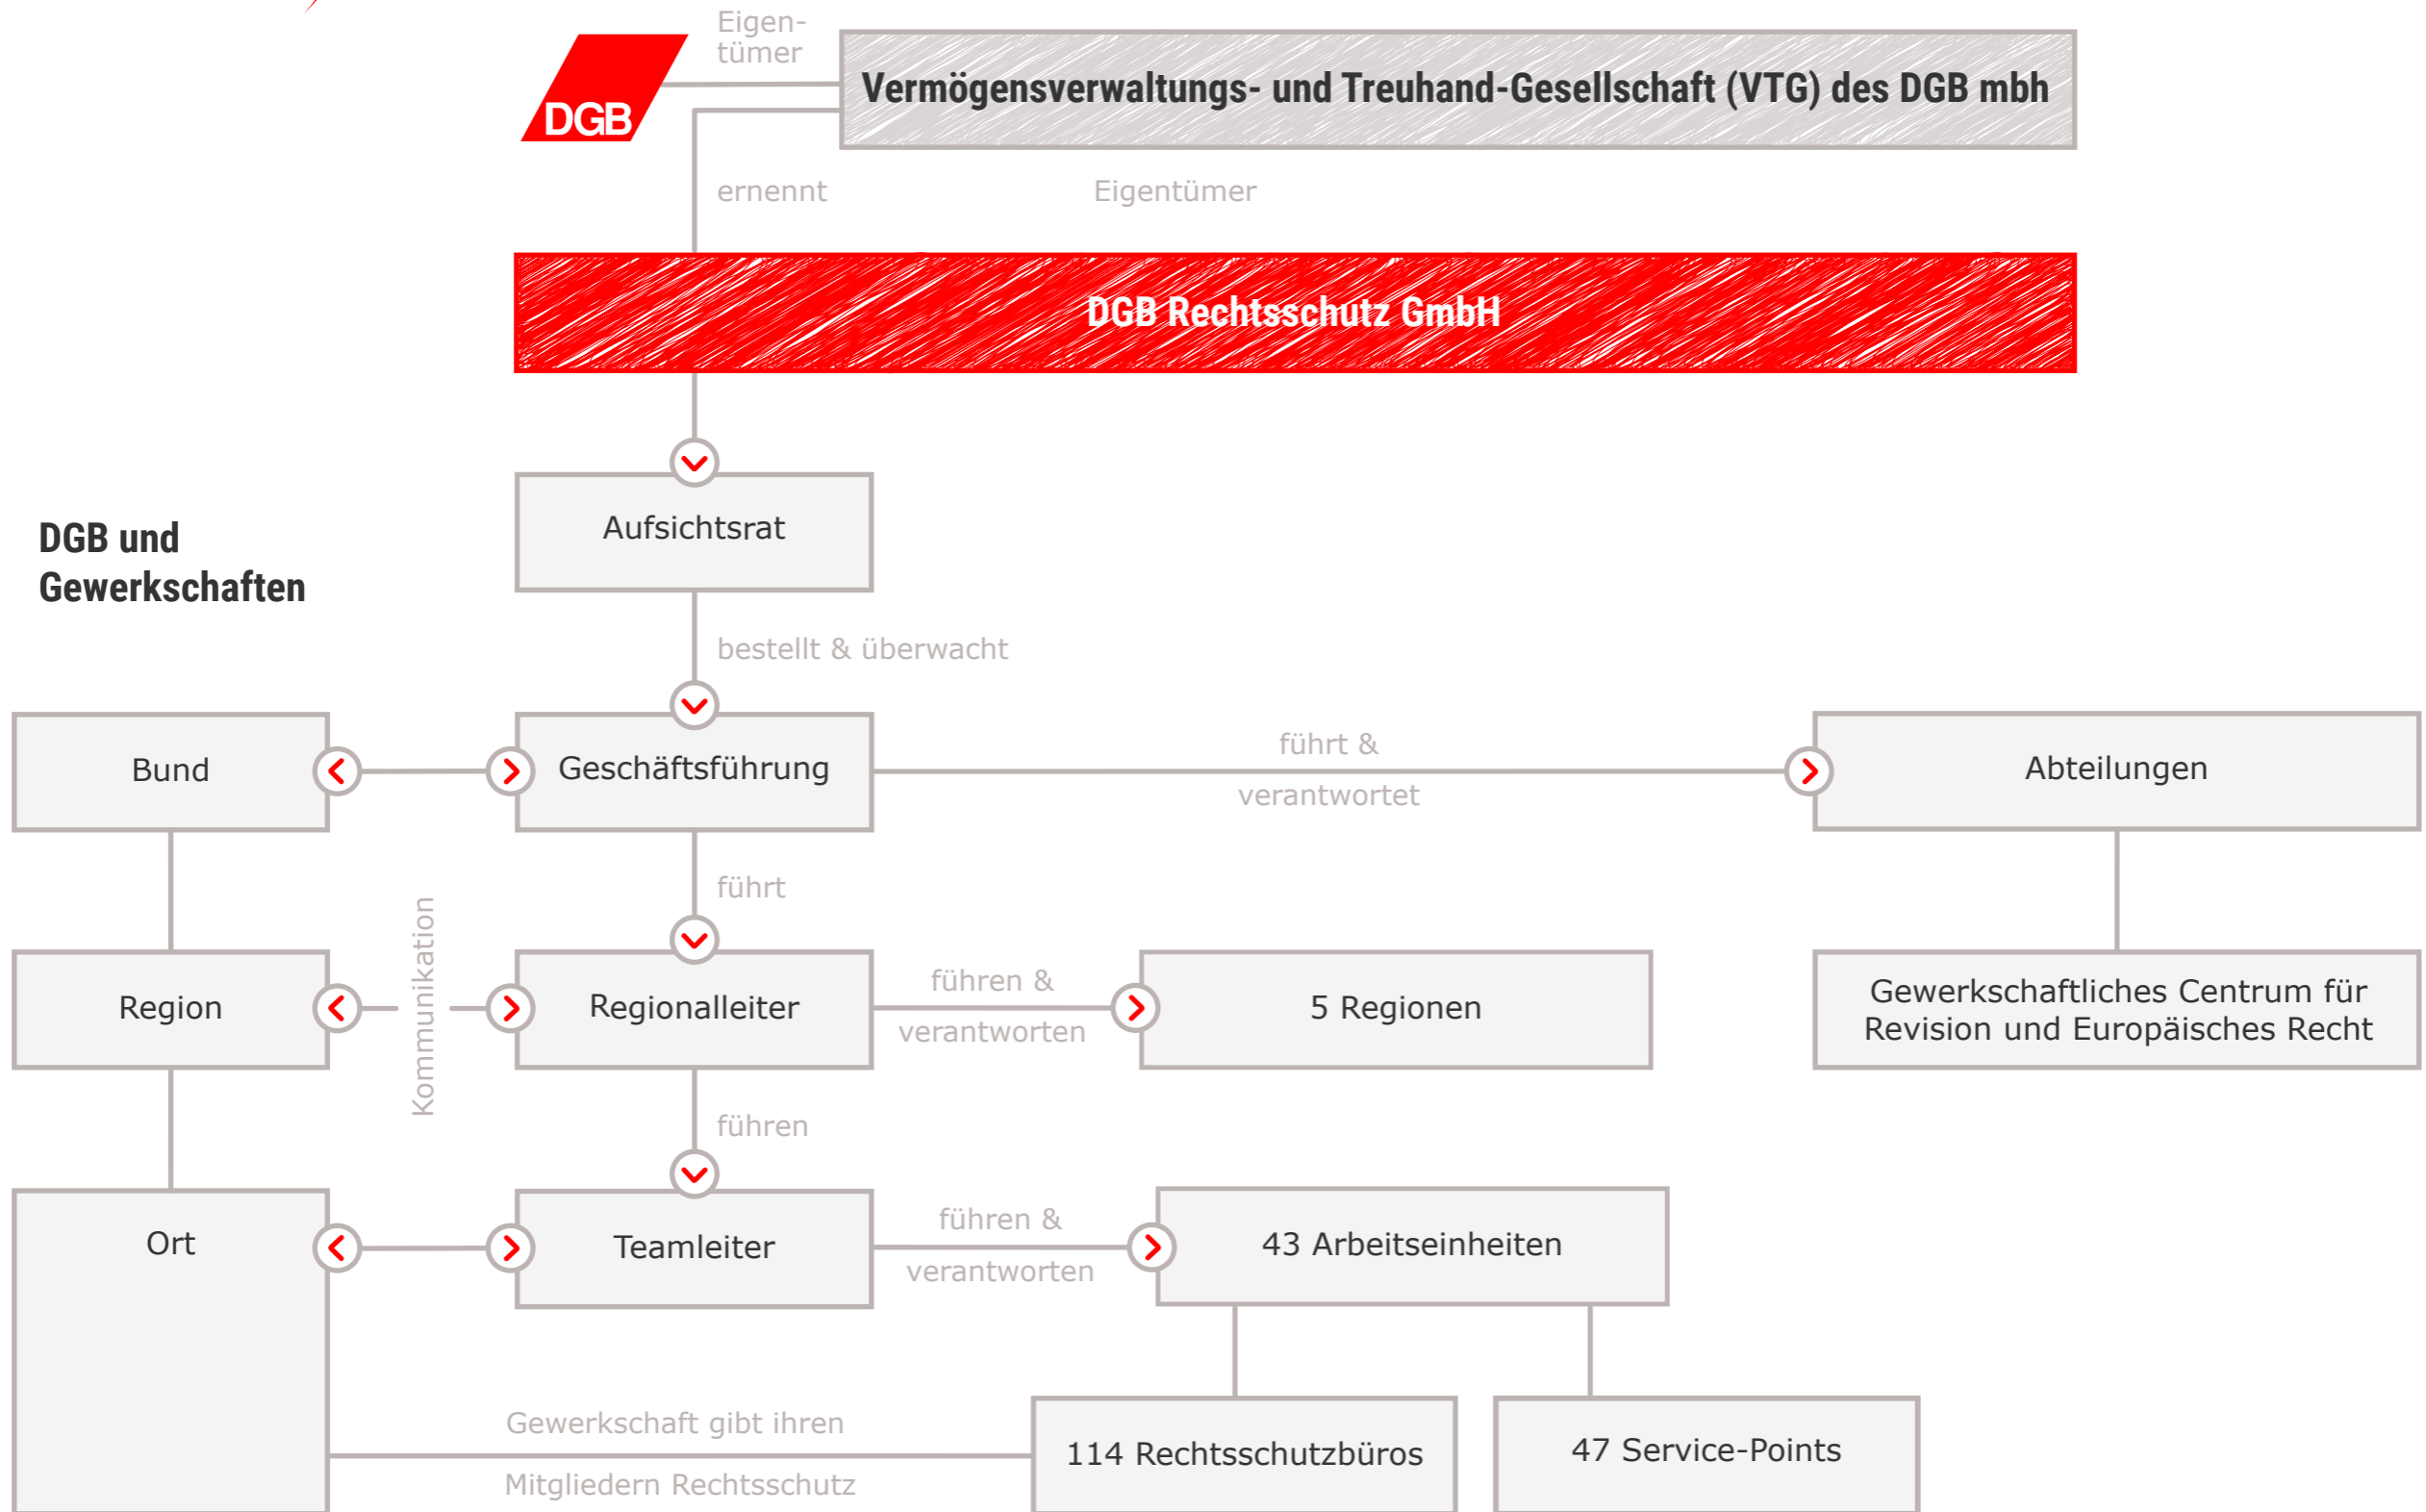 Eigen-
tümer
DGB
Vermögensverwaltungs- und Treuhand-Gesellschaft (VTG) des DGB mbh
ernennt
Eigentümer
DGB Rechtsschutz GmbH
Aufsichtsrat
DGB und
Gewerkschaften
bestellt & überwacht
Bund
Geschäftsführung
führt &
verantwortet
Abteilungen
führt
Kommunikation
Region
Regionalleiter
führen &
verantworten
5 Regionen
Gewerkschaftliches Centrum für
Revision und Europäisches Recht
führen
Ort
Teamleiter
führen &
verantworten
43 Arbeitseinheiten
Gewerkschaft gibt ihren
Mitgliedern Rechtsschutz
114 Rechtsschutzbüros
47 Service-Points